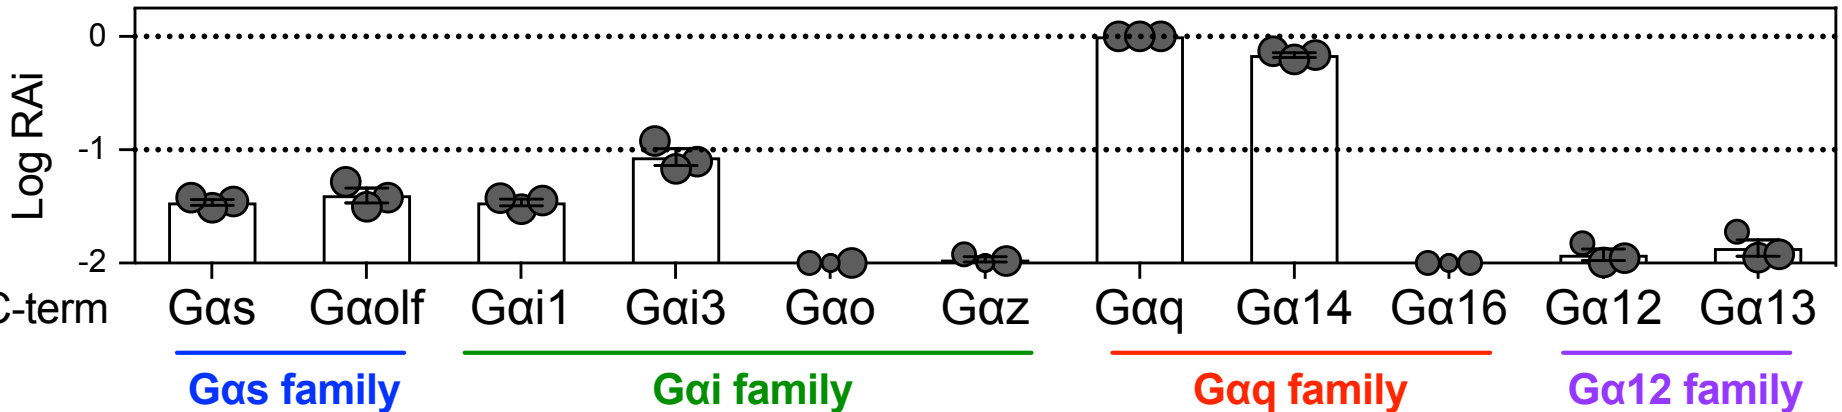 Log RAi
0
-1
-2
C-term Gαs Gαolf Gαi1 Gαi3 Gαo Gαz Gαq Gα14 Gα16 Gα12 Gα13
Gαs family Gαi family Gαq family Gα12 family